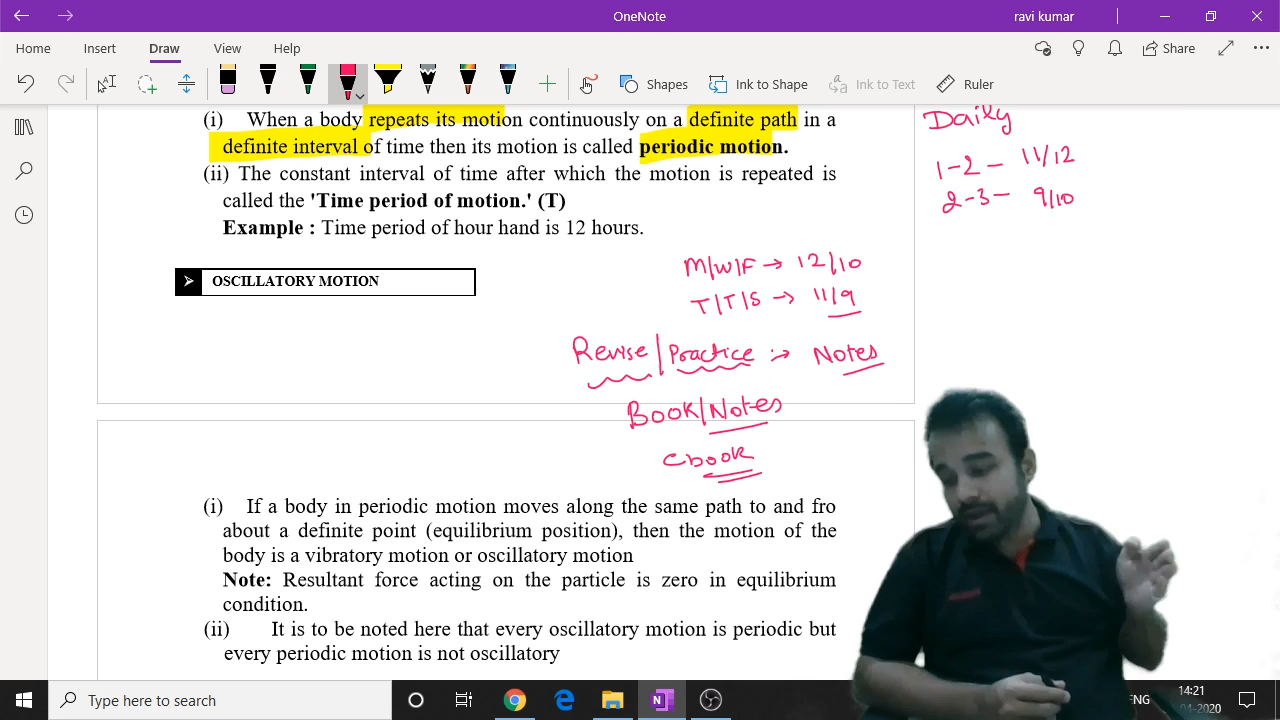 OneNote
ravi kumar
Home Insert Draw View Help
Share
Shapes
Ink to Shape
Ink to Text
Ruler
(i) When a body repeats its motion continuously on a definite path in a
definite interval of time then its motion is called periodic motion.
(ii) The constant interval of time after which the motion is repeated is
called the 'Time period of motion.' (T)
Example : Time period of hour hand is 12 hours.
Daily
1-2 - 11/12
2-3 - 9/10
➤ OSCILLATORY MOTION
M/W/F → 12/10
T/T/S → 11/9
Revise/Practice → Notes
Book/Notes
ebook
(i) If a body in periodic motion moves along the same path to and fro
about a definite point (equilibrium position), then the motion of the
body is a vibratory motion or oscillatory motion
Note: Resultant force acting on the particle is zero in equilibrium
condition.
(ii) It is to be noted here that every oscillatory motion is periodic but
every periodic motion is not oscillatory
Type here to search
ENG
14:21
04-2020